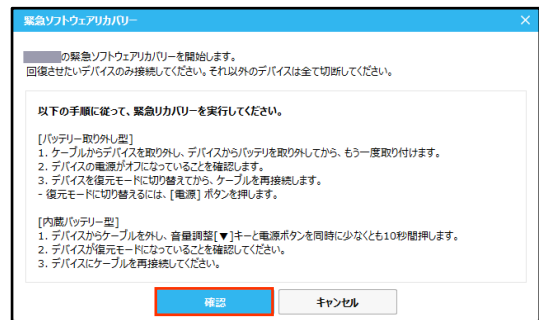 緊急ソフトウェアリカバリー
の緊急ソフトウェアリカバリーを開始します。
回復させたいデバイスのみ接続してください。それ以外のデバイスは全て切断してください。
以下の手順に従って、緊急リカバリーを実行してください。
[バッテリー取り外し型]
1. ケーブルからデバイスを取り外し、デバイスからバッテリを取り外してから、もう一度取り付けます。
2. デバイスの電源がオフになっていることを確認します。
3. デバイスを復元モードに切り替えてから、ケーブルを再接続します。
- 復元モードに切り替えるには、[電源] ボタンを押します。
[内蔵バッテリー型]
1. デバイスからケーブルを外し、音量調整[▼]キーと電源ボタンを同時に少なくとも10秒間押します。
2. デバイスが復元モードになっていることを確認してください。
3. デバイスにケーブルを再接続してください。
確認
キャンセル